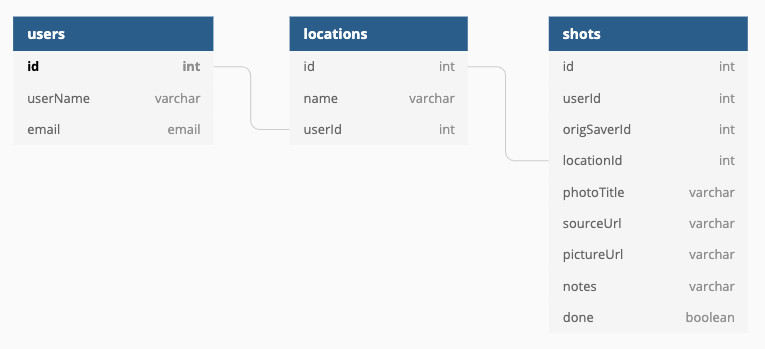 users
id int
userName varchar
email email
locations
id int
name varchar
userId int
shots
id int
userId int
origSaverId int
locationId int
photoTitle varchar
sourceUrl varchar
pictureUrl varchar
notes varchar
done boolean